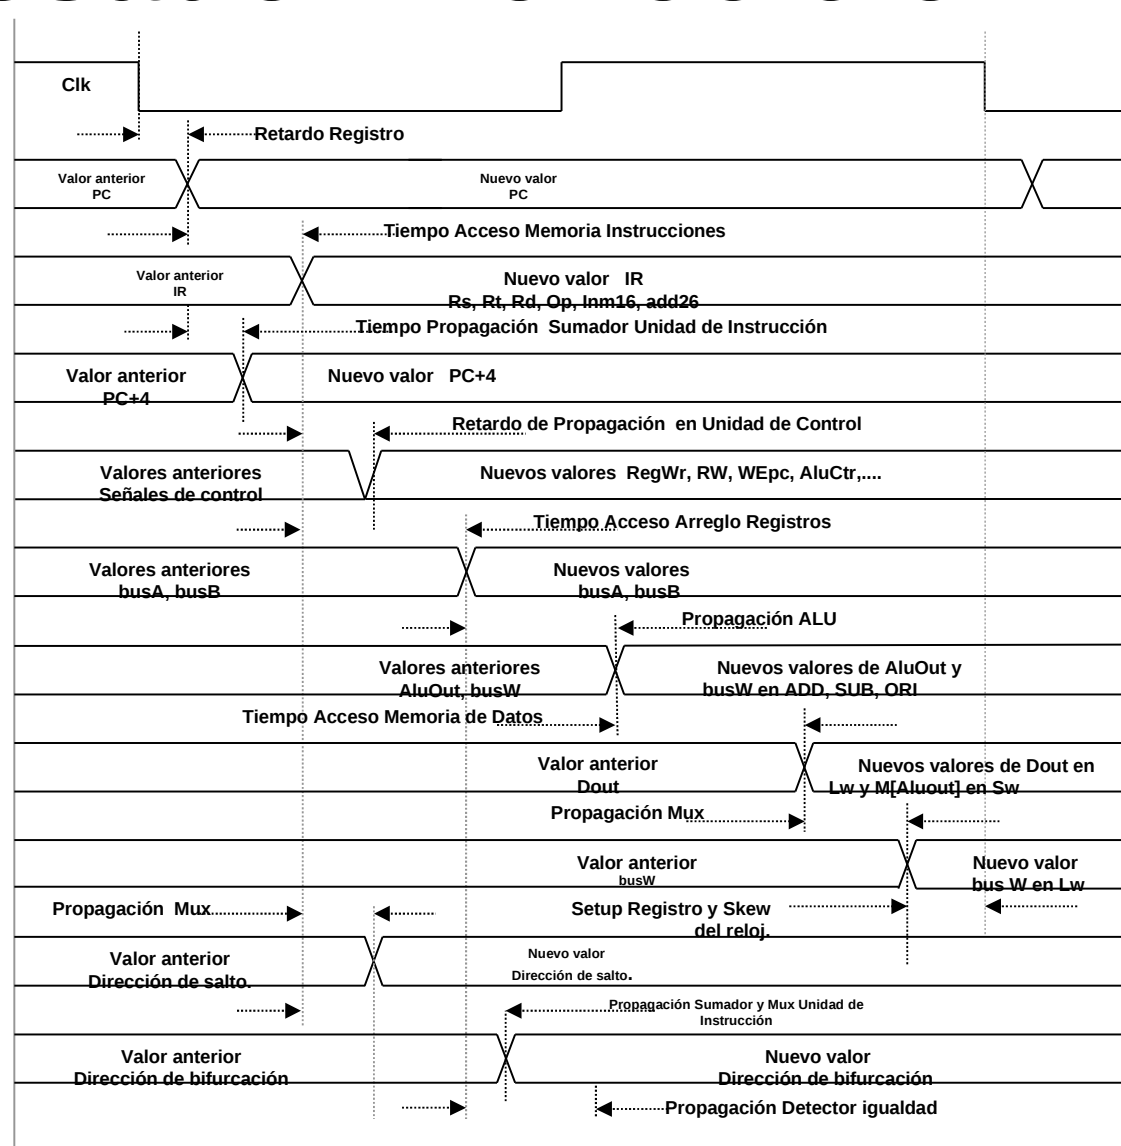 Clk
Retardo Registro
Valor anterior
PC
Nuevo valor
PC
Tiempo Acceso Memoria Instrucciones
Valor anterior
IR
Nuevo valor IR
Rs, Rt, Rd, Op, Inm16, add26
Tiempo Propagación Sumador Unidad de Instrucción
Valor anterior
PC+4
Nuevo valor PC+4
Retardo de Propagación en Unidad de Control
Valores anteriores
Señales de control
Nuevos valores RegWr, RW, WEpc, AluCtr,....
Tiempo Acceso Arreglo Registros
Valores anteriores
busA, busB
Nuevos valores
busA, busB
Propagación ALU
Valores anteriores
AluOut, busW
Nuevos valores de AluOut y
busW en ADD, SUB, ORI
Tiempo Acceso Memoria de Datos
Valor anterior
Dout
Nuevos valores de Dout en
Lw y M[Aluout] en Sw
Propagación Mux
Valor anterior
busW
Nuevo valor
bus W en Lw
Propagación Mux
Setup Registro y Skew
del reloj.
Valor anterior
Dirección de salto.
Nuevo valor
Dirección de salto.
Propagación Sumador y Mux Unidad de
Instrucción
Valor anterior
Dirección de bifurcación
Nuevo valor
Dirección de bifurcación
Propagación Detector igualdad